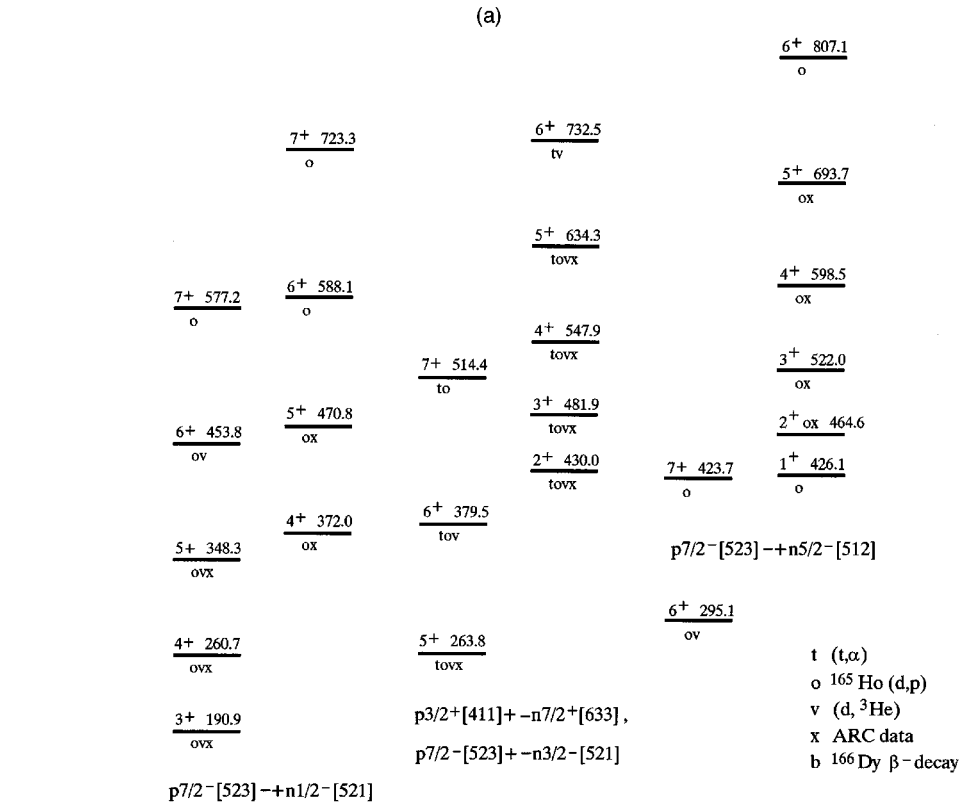 (a)
6+ 807.1
o
7+ 723.3
o
6+ 732.5
tv
5+ 693.7
ox
5+ 634.3
tovx
7+ 577.2
o
6+ 588.1
o
4+ 598.5
ox
4+ 547.9
tovx
7+ 514.4
to
3+ 522.0
ox
6+ 453.8
ov
5+ 470.8
ox
3+ 481.9
tovx
2+ ox 464.6
2+ 430.0
tovx
7+ 423.7
o
1+ 426.1
o
5+ 348.3
ovx
4+ 372.0
ox
6+ 379.5
tov
p7/2−[523]−+n5/2−[512]
6+ 295.1
ov
4+ 260.7
ovx
5+ 263.8
tovx
3+ 190.9
ovx
p3/2+[411]+−n7/2+[633] ,
p7/2−[523]+−n3/2−[521]
p7/2−[523]−+n1/2−[521]
t (t,α)
o 165 Ho (d,p)
v (d, 3He)
x ARC data
b 166 Dy β− decay